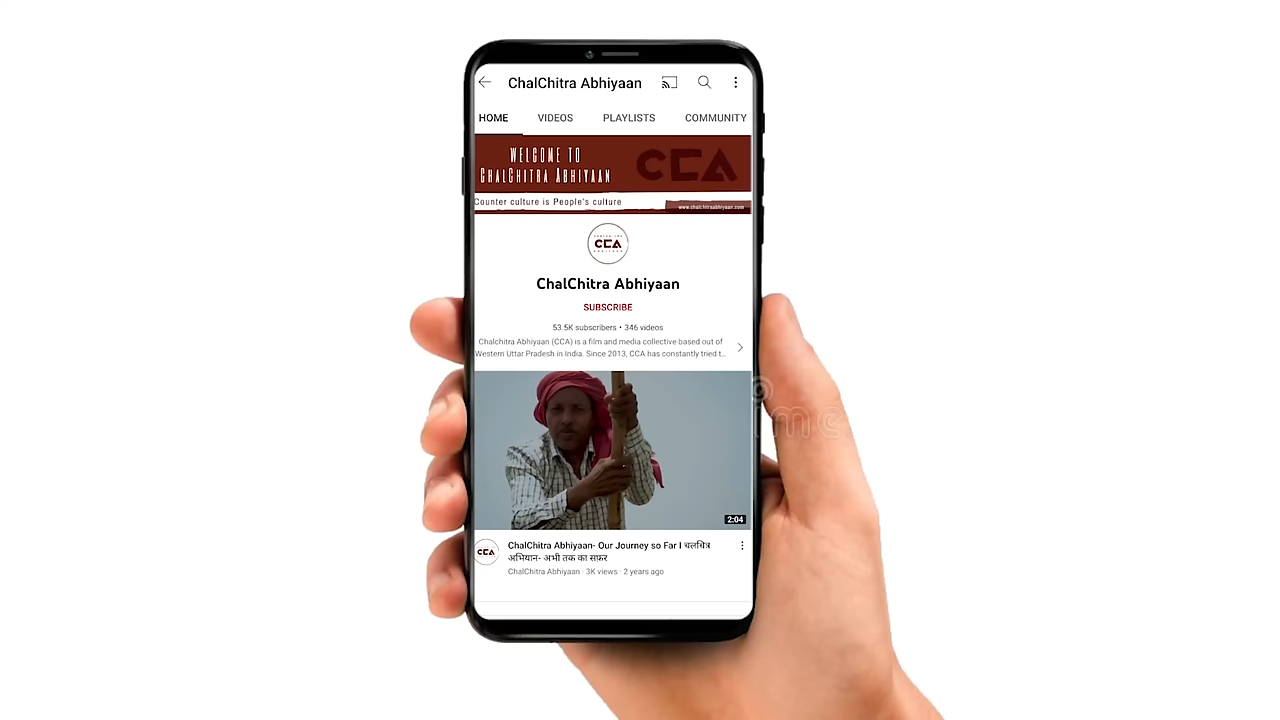 ChalChitra Abhiyaan
HOME VIDEOS PLAYLISTS COMMUNITY
WELCOME TO
CHALCHITRA ABHIYAAN
CCA
Counter culture is People's culture
www.chalchitraabhiyaan.com
CCA
ChalChitra Abhiyaan
SUBSCRIBE
53.5K subscribers • 346 videos
Chalchitra Abhiyaan (CCA) is a film and media collective based out of
Western Uttar Pradesh in India. Since 2013, CCA has constantly tried t...
2:04
CCA
ChalChitra Abhiyaan- Our Journey so Far I चलचित्र
अभियान- अभी तक का सफ़र
ChalChitra Abhiyaan · 3K views · 2 years ago